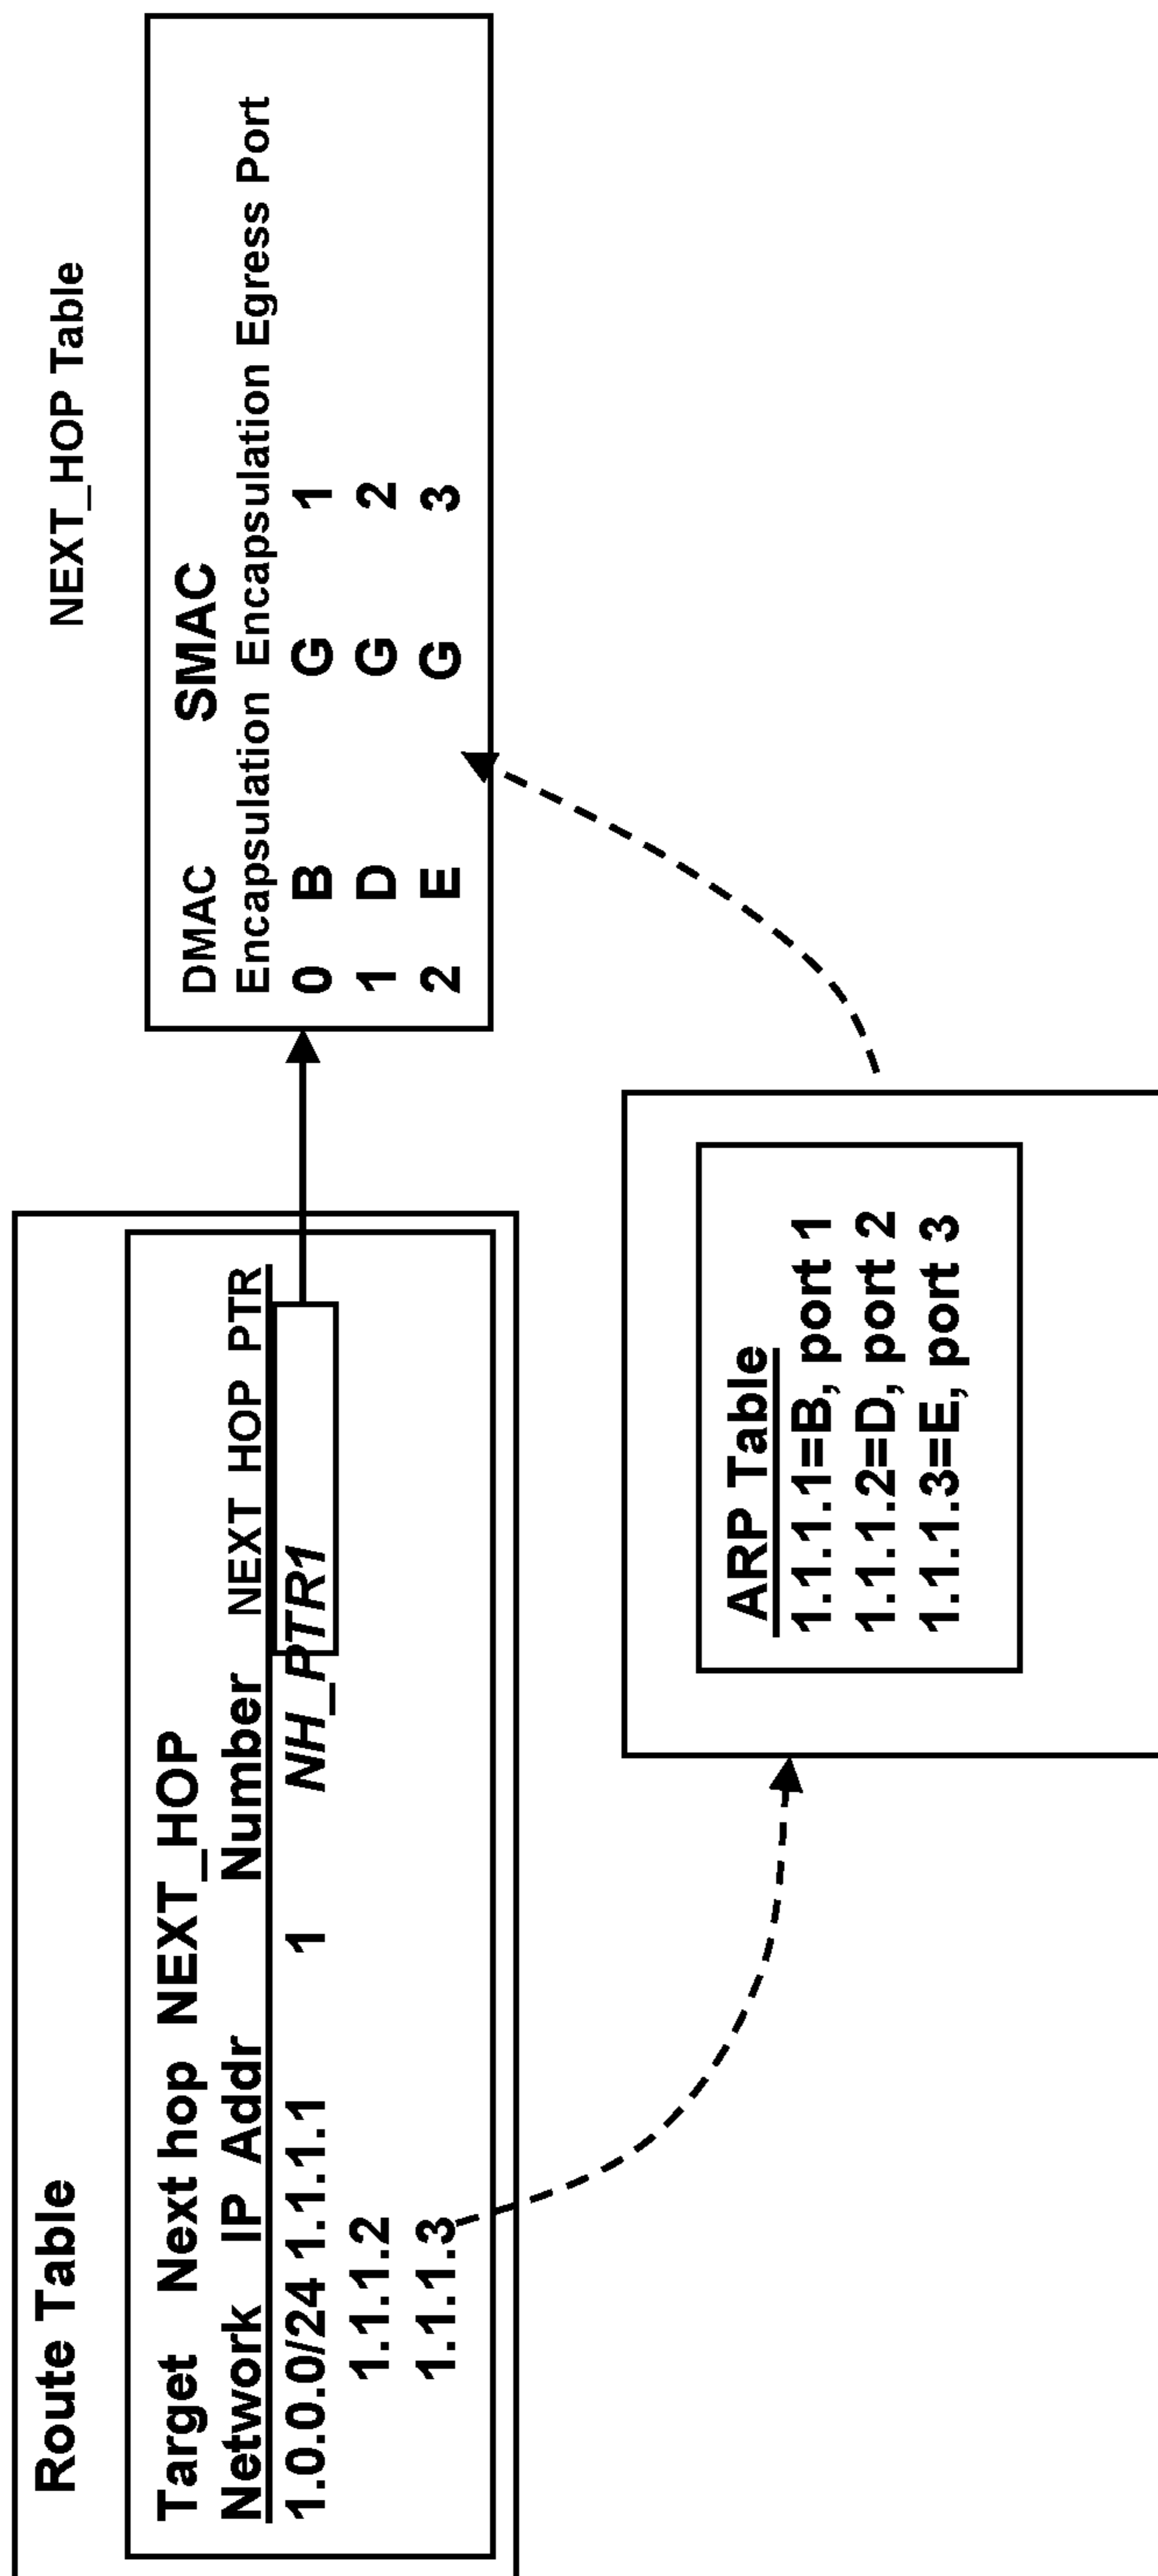 Route Table
Target Next hop NEXT_HOP
Network IP Addr Number NEXT HOP PTR
1.0.0.0/24 1.1.1.1 1 NH_PTR1
1.1.1.2
1.1.1.3
NEXT_HOP Table
DMAC SMAC
Encapsulation Encapsulation Egress Port
0 B G 1
1 D G 2
2 E G 3
ARP Table
1.1.1.1=B, port 1
1.1.1.2=D, port 2
1.1.1.3=E, port 3